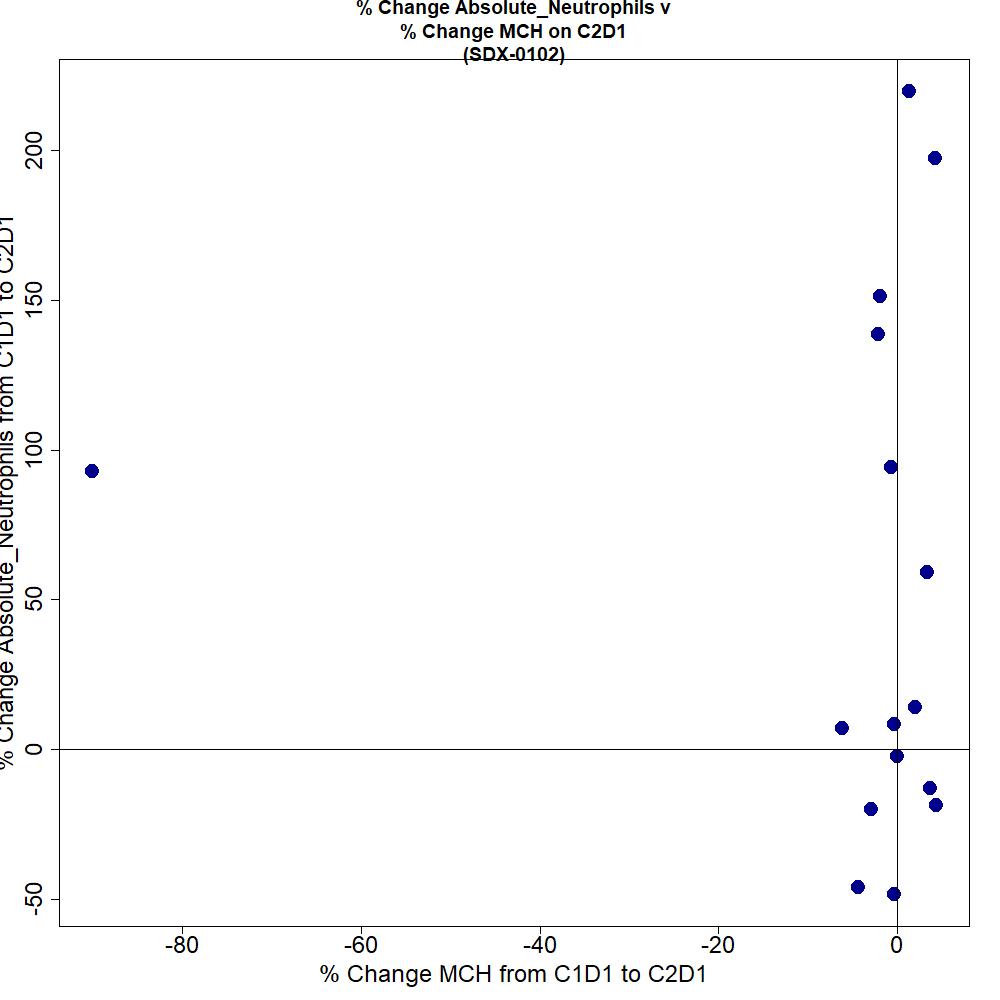 % Change Absolute_Neutrophils v
% Change MCH on C2D1
(SDX-0102)
% Change Absolute_Neutrophils from C1D1 to C2D1
200
150
100
50
0
-50
-80
-60
-40
-20
0
% Change MCH from C1D1 to C2D1